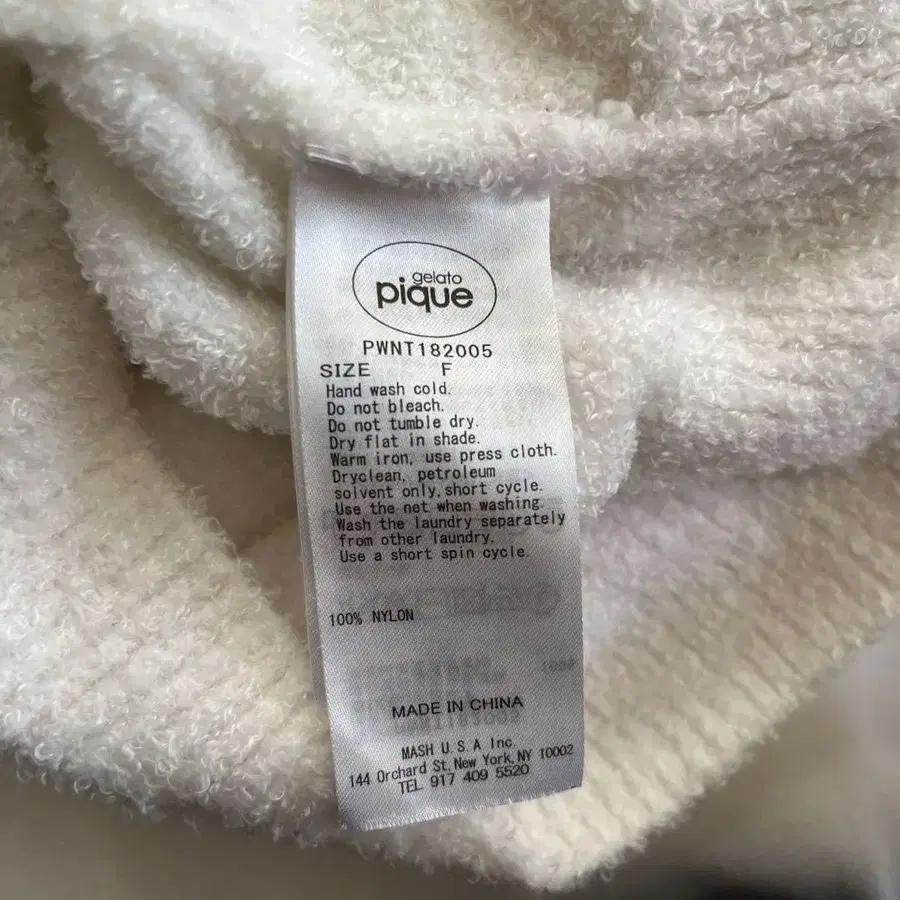 gelato
pique
PWNT182005
SIZE F
Hand wash cold.
Do not bleach.
Do not tumble dry.
Dry flat in shade.
Warm iron, use press cloth.
Dryclean, petroleum
solvent only,short cycle.
Use the net when washing.
Wash the laundry separately
from other laundry.
Use a short spin cycle.
100% NYLON
MADE IN CHINA
MASH U.S.A Inc.
144 Orchard St. New York, NY 10002
TEL 917 409 5520